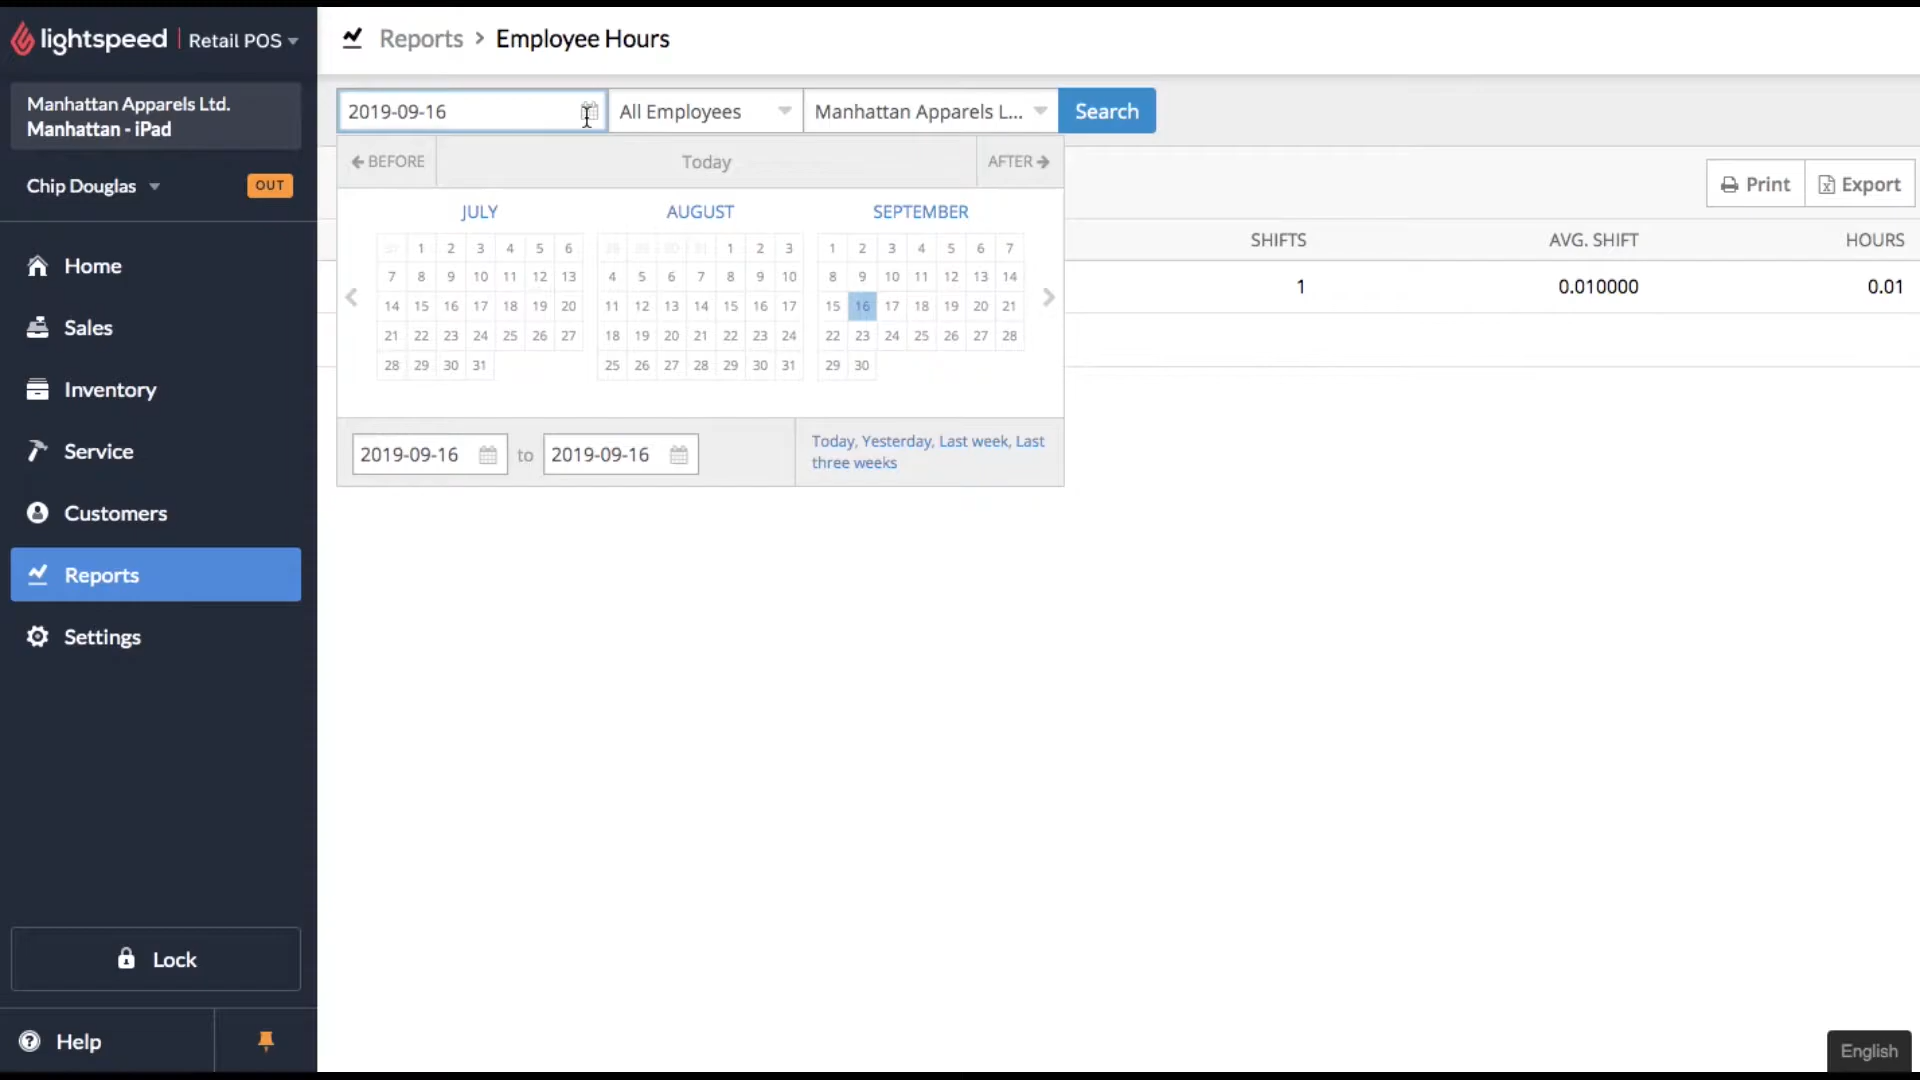 lightspeed Retail POS
Reports > Employee Hours
Manhattan Apparels Ltd.
Manhattan - iPad
Chip Douglas OUT
Home
Sales
Inventory
Service
Customers
Reports
Settings
Lock
Help
2019-09-16 All Employees Manhattan Apparels L... Search
BEFORE Today AFTER
Print Export
JULY AUGUST SEPTEMBER
1 2 3 4 5 6
7 8 9 10 11 12 13
14 15 16 17 18 19 20
21 22 23 24 25 26 27
28 29 30 31
1 2 3
4 5 6 7 8 9 10
11 12 13 14 15 16 17
18 19 20 21 22 23 24
25 26 27 28 29 30 31
1 2 3 4 5 6 7
8 9 10 11 12 13 14
15 16 17 18 19 20 21
22 23 24 25 26 27 28
29 30
2019-09-16 to 2019-09-16
Today, Yesterday, Last week, Last
three weeks
SHIFTS AVG. SHIFT HOURS
1 0.010000 0.01
English